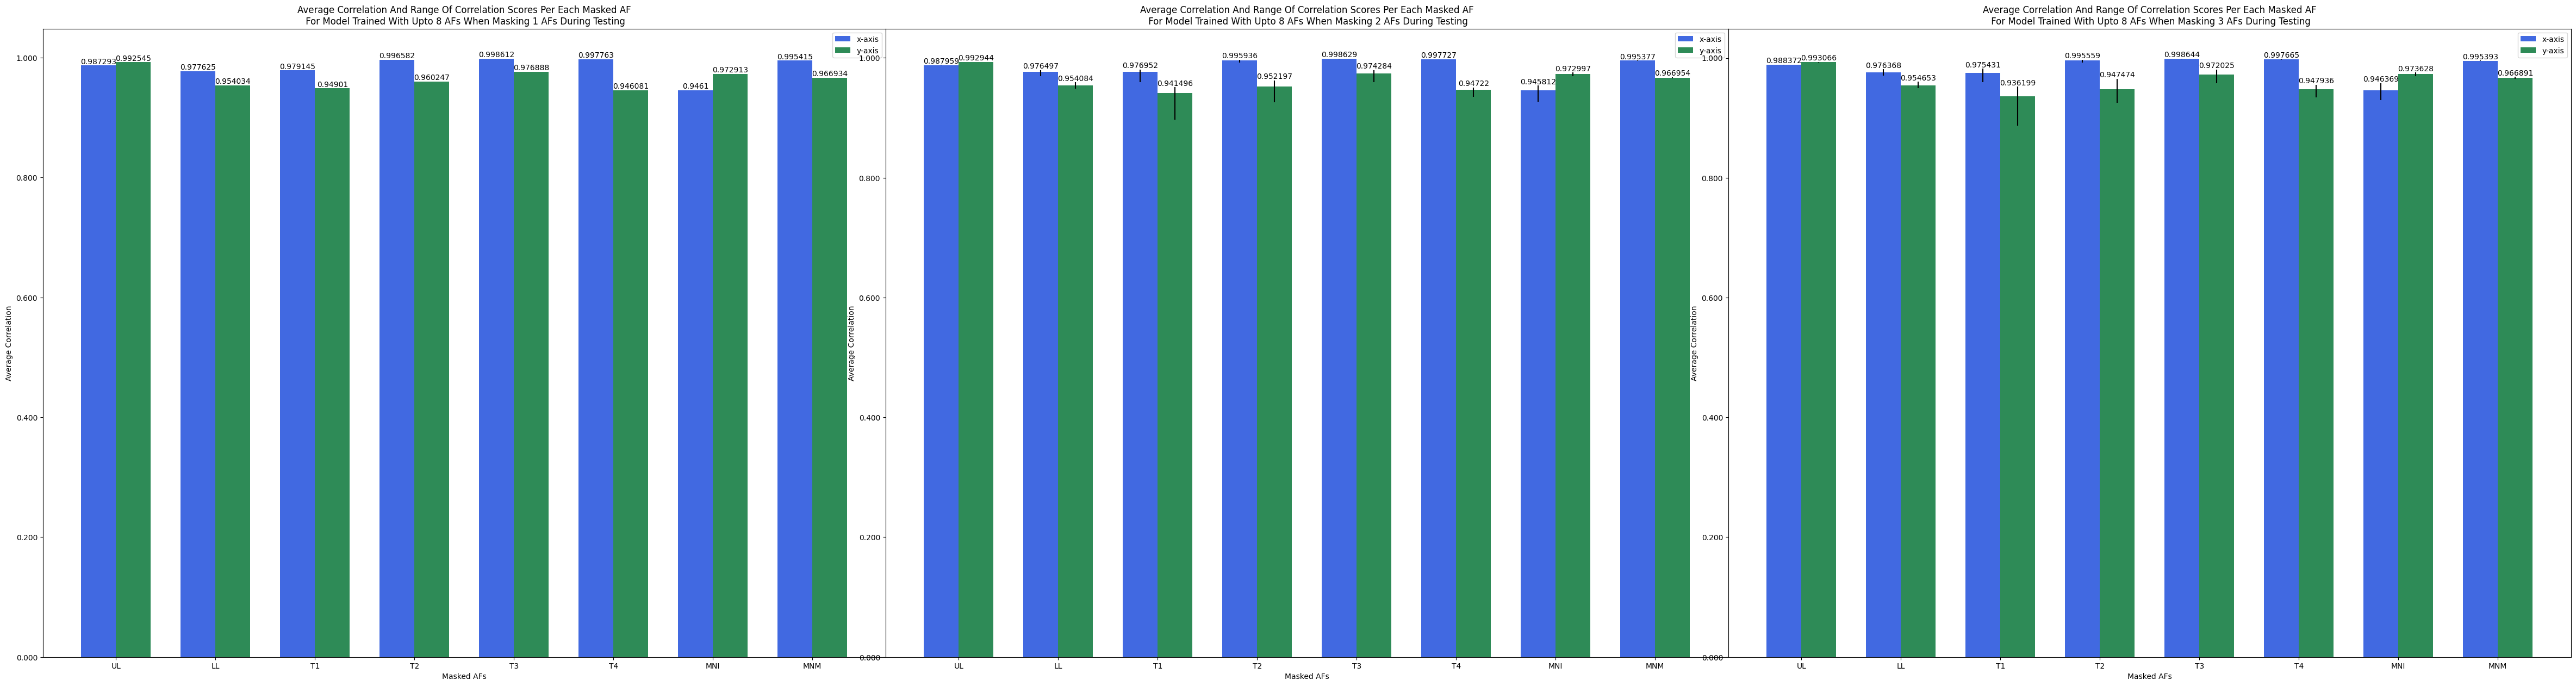 Average Correlation And Range Of Correlation Scores Per Each Masked AF
For Model Trained With Upto 8 AFs When Masking 1 AFs During Testing
x-axis
y-axis
1.000
0.800
0.600
0.400
0.200
0.000
Average Correlation
0.987293 0.992545
0.977625 0.954034
0.979145 0.94901
0.996582 0.960247
0.998612 0.976888
0.997763 0.946081
0.9461 0.972913
0.995415 0.966934
UL LL T1 T2 T3 T4 MNI MNM
Masked AFs
Average Correlation And Range Of Correlation Scores Per Each Masked AF
For Model Trained With Upto 8 AFs When Masking 2 AFs During Testing
x-axis
y-axis
1.000
0.800
0.600
0.400
0.200
0.000
Average Correlation
0.987959 0.992944
0.976497 0.954084
0.976952 0.941496
0.995936 0.952197
0.998629 0.974284
0.997727 0.94722
0.945812 0.972997
0.995377 0.966954
UL LL T1 T2 T3 T4 MNI MNM
Masked AFs
Average Correlation And Range Of Correlation Scores Per Each Masked AF
For Model Trained With Upto 8 AFs When Masking 3 AFs During Testing
x-axis
y-axis
1.000
0.800
0.600
0.400
0.200
0.000
Average Correlation
0.988372 0.993066
0.976368 0.954653
0.975431 0.936199
0.995559 0.947474
0.998644 0.972025
0.997665 0.947936
0.946369 0.973628
0.995393 0.966891
UL LL T1 T2 T3 T4 MNI MNM
Masked AFs